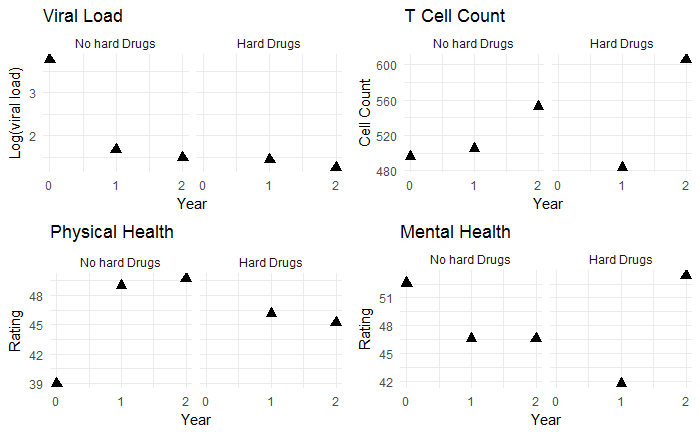 Viral Load
No hard Drugs Hard Drugs
Log(viral load)
3
2
0 1 2 0 1 2
Year
T Cell Count
No hard Drugs Hard Drugs
Cell Count
600
560
520
480
0 1 2 0 1 2
Year
Physical Health
No hard Drugs Hard Drugs
Rating
48
45
42
39
0 1 2 0 1 2
Year
Mental Health
No hard Drugs Hard Drugs
Rating
51
48
45
42
0 1 2 0 1 2
Year